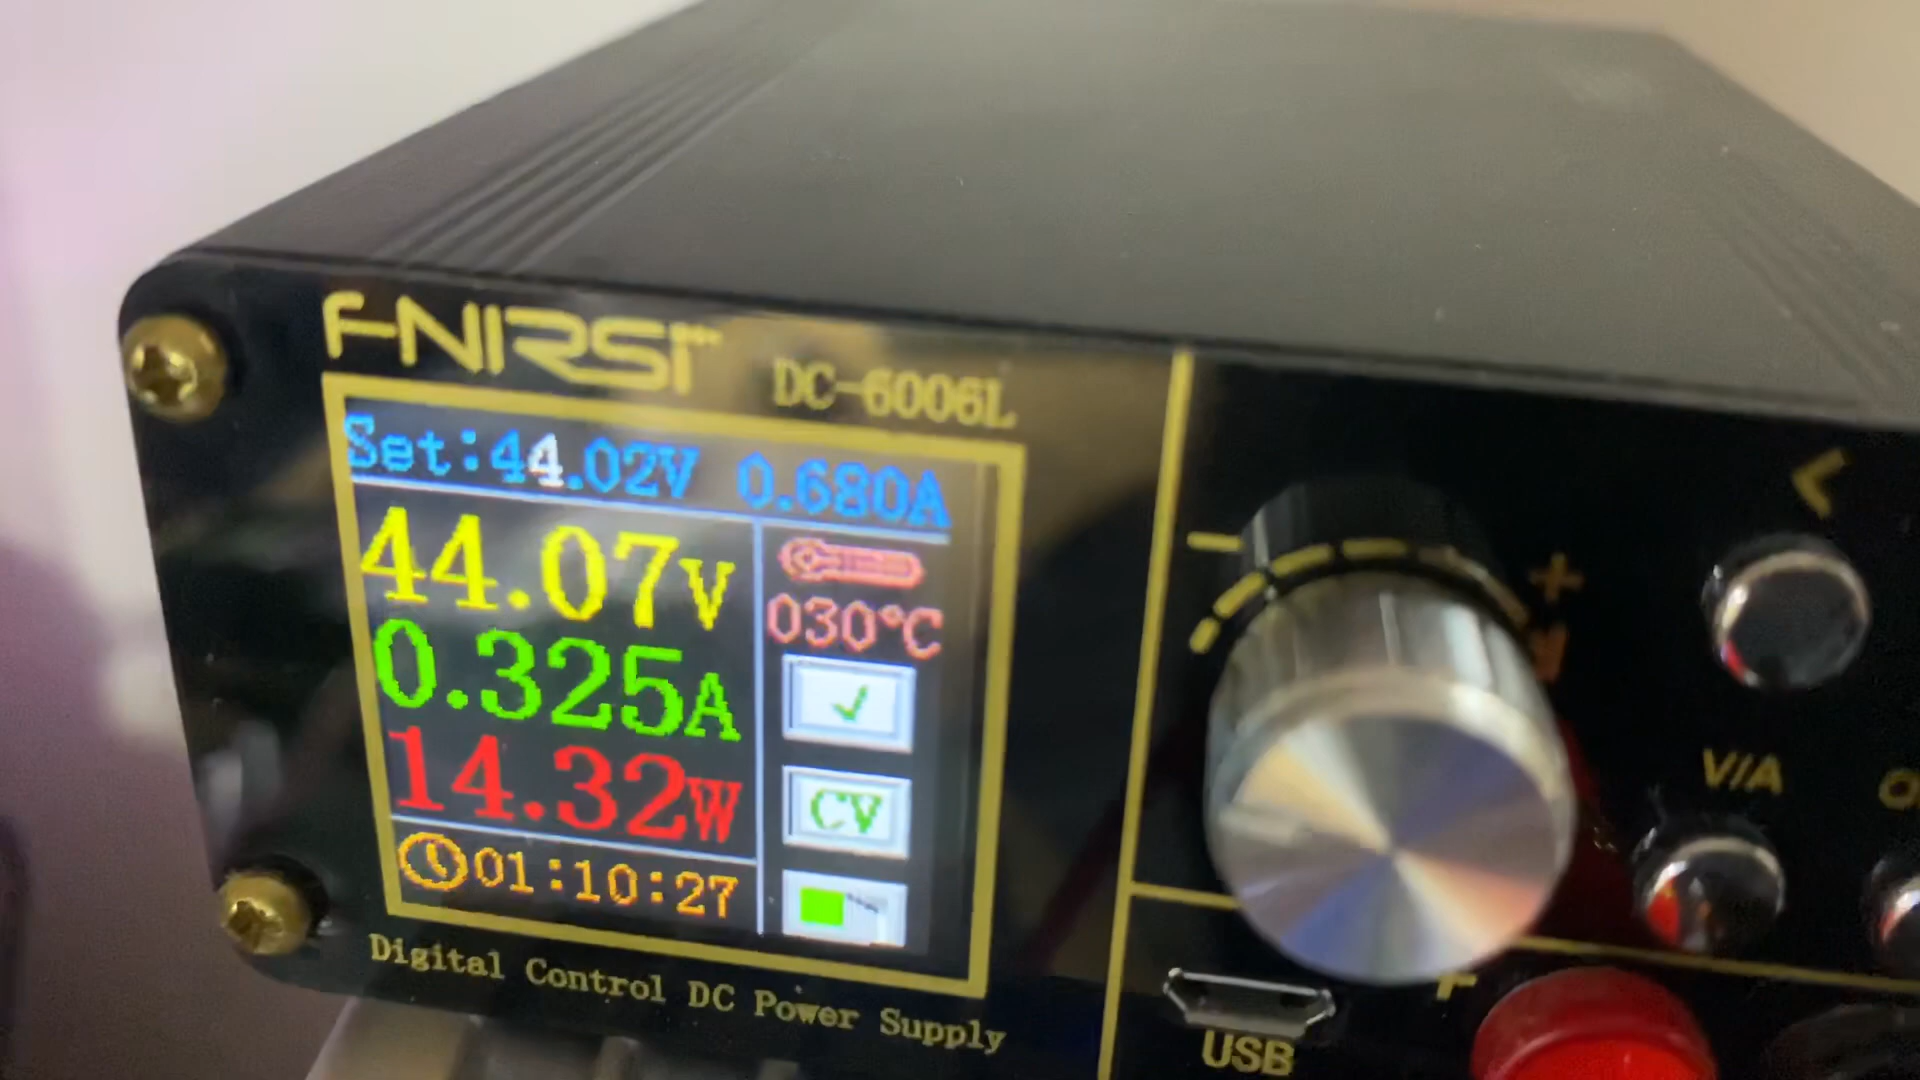 FNIRSI
DC-6006L
Set:44.02V 0.680A
44.07V
0.325A
14.32W
030°C
CV
01:10:27
Digital Control DC Power Supply
− +
<
V/A
USB